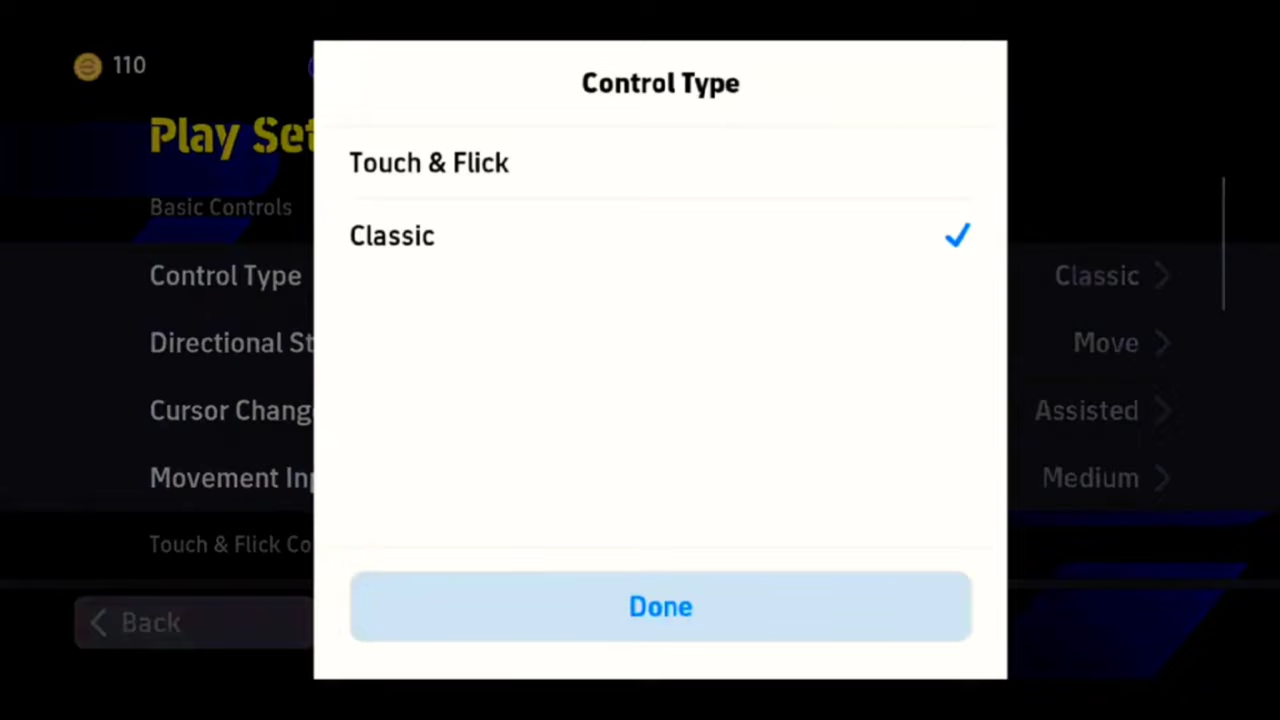 110
Control Type
Play Set
Touch & Flick
Basic Controls
Classic
Control Type Classic
Directional St Move
Cursor Chang Assisted
Movement Inp Medium
Touch & Flick Co
Done
Back